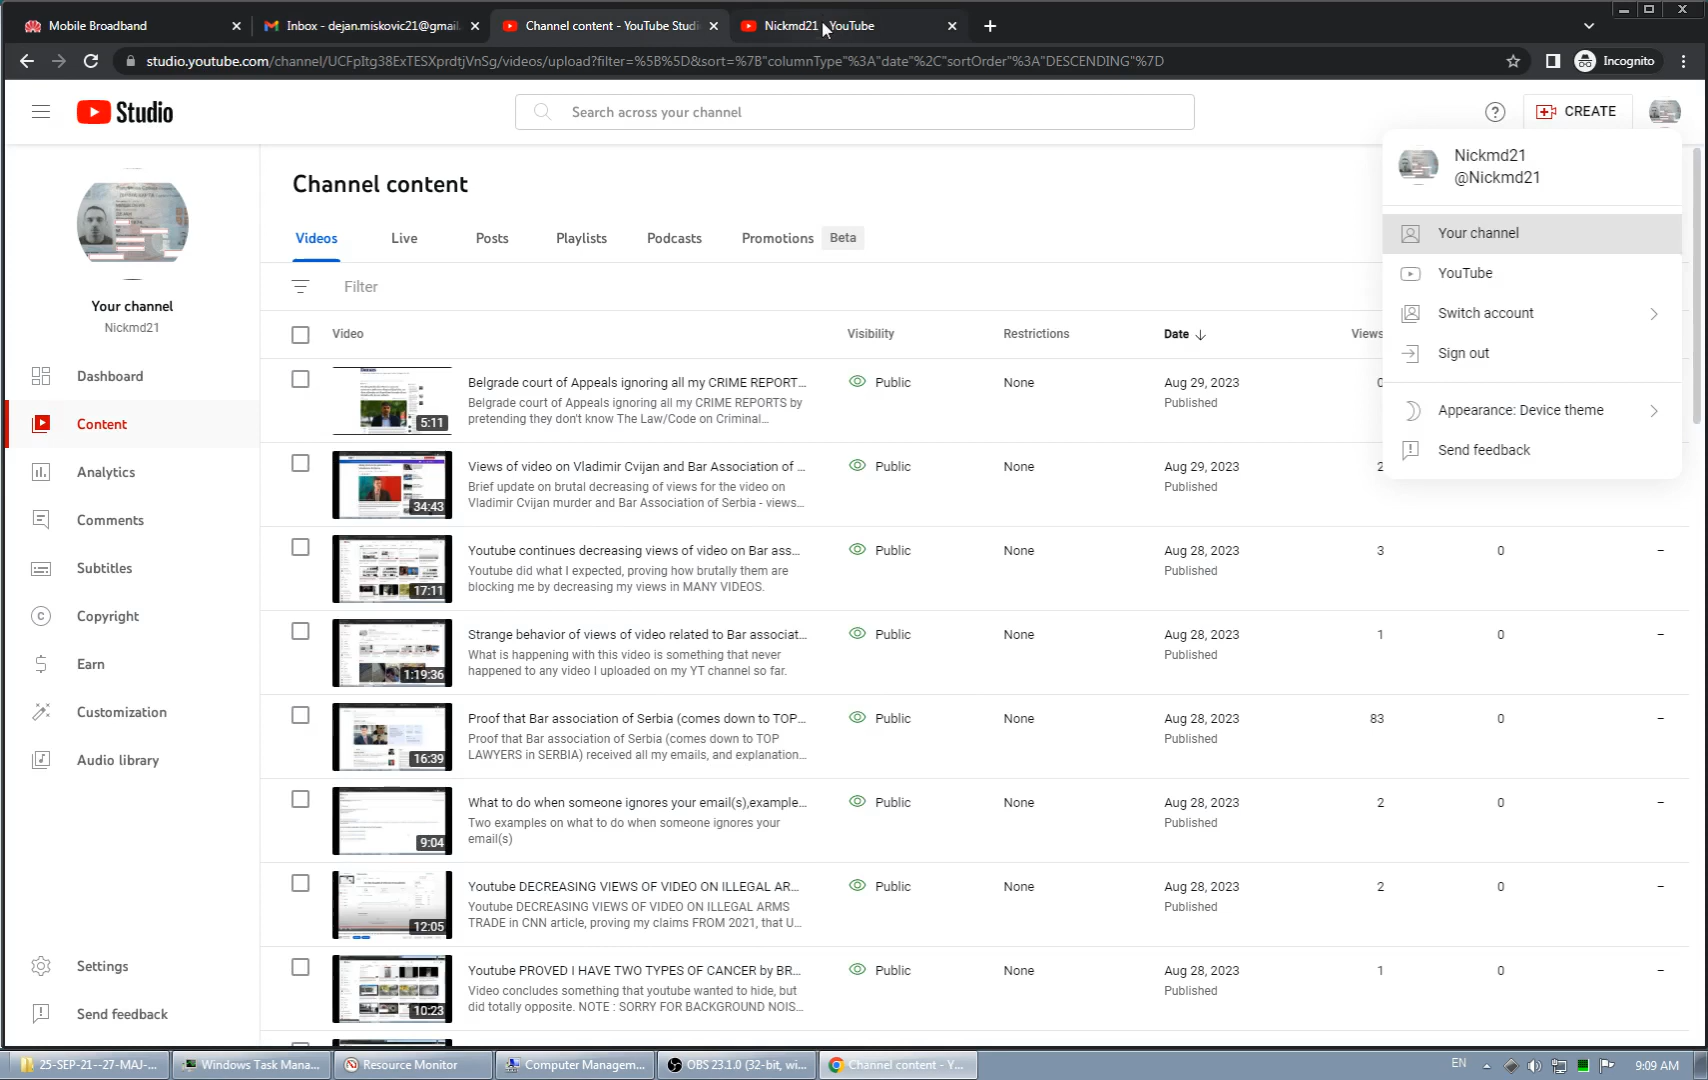 Mobile Broadband
Inbox - dejan.miskovic21@gmail.
Channel content - YouTube Studi
Nickmd21 - YouTube
studio.youtube.com/channel/UCFpItg38ExTESXprdtjVnSg/videos/upload?filter=%5B%5D&sort=%7B"columnType"%3A"date"%2C"sortOrder"%3A"DESCENDING"%7D
Incognito
Studio
Search across your channel
CREATE
Nickmd21
@Nickmd21
Your channel
YouTube
Switch account
Sign out
Appearance: Device theme
Send feedback
Your channel
Nickmd21
Dashboard
Content
Analytics
Comments
Subtitles
Copyright
Earn
Customization
Audio library
Settings
Send feedback
Channel content
Videos Live Posts Playlists Podcasts Promotions Beta
Filter
Video Visibility Restrictions Date Views
5:11
Belgrade court of Appeals ignoring all my CRIME REPORT... Public None Aug 29, 2023 0
Belgrade court of Appeals ignoring all my CRIME REPORTS by Published
pretending they don't know The Law/Code on Criminal...
34:43
Views of video on Vladimir Cvijan and Bar Association of ... Public None Aug 29, 2023 2
Brief update on brutal decreasing of views for the video on Published
Vladimir Cvijan murder and Bar Association of Serbia - views...
17:11
Youtube continues decreasing views of video on Bar ass... Public None Aug 28, 2023 3 0 –
Youtube did what I expected, proving how brutally them are Published
blocking me by decreasing my views in MANY VIDEOS.
1:19:36
Strange behavior of views of video related to Bar associat... Public None Aug 28, 2023 1 0 –
What is happening with this video is something that never Published
happened to any video I uploaded on my YT channel so far.
16:39
Proof that Bar association of Serbia (comes down to TOP... Public None Aug 28, 2023 83 0 –
Proof that Bar association of Serbia (comes down to TOP Published
LAWYERS in SERBIA) received all my emails, and explanation...
9:04
What to do when someone ignores your email(s),example... Public None Aug 28, 2023 2 0 –
Two examples on what to do when someone ignores your Published
email(s)
12:05
Youtube DECREASING VIEWS OF VIDEO ON ILLEGAL AR... Public None Aug 28, 2023 2 0 –
Youtube DECREASING VIEWS OF VIDEO ON ILLEGAL ARMS Published
TRADE in CNN article, proving my claims FROM 2021, that U...
10:23
Youtube PROVED I HAVE TWO TYPES OF CANCER by BR... Public None Aug 28, 2023 1 0 –
Video concludes something that youtube wanted to hide, but Published
did totally opposite. NOTE : SORRY FOR BACKGROUND NOIS...
25-SEP-21--27-MAJ-...
Windows Task Mana...
Resource Monitor
Computer Managem...
OBS 23.1.0 (32-bit, wi...
Channel content - Y...
EN
9:09 AM